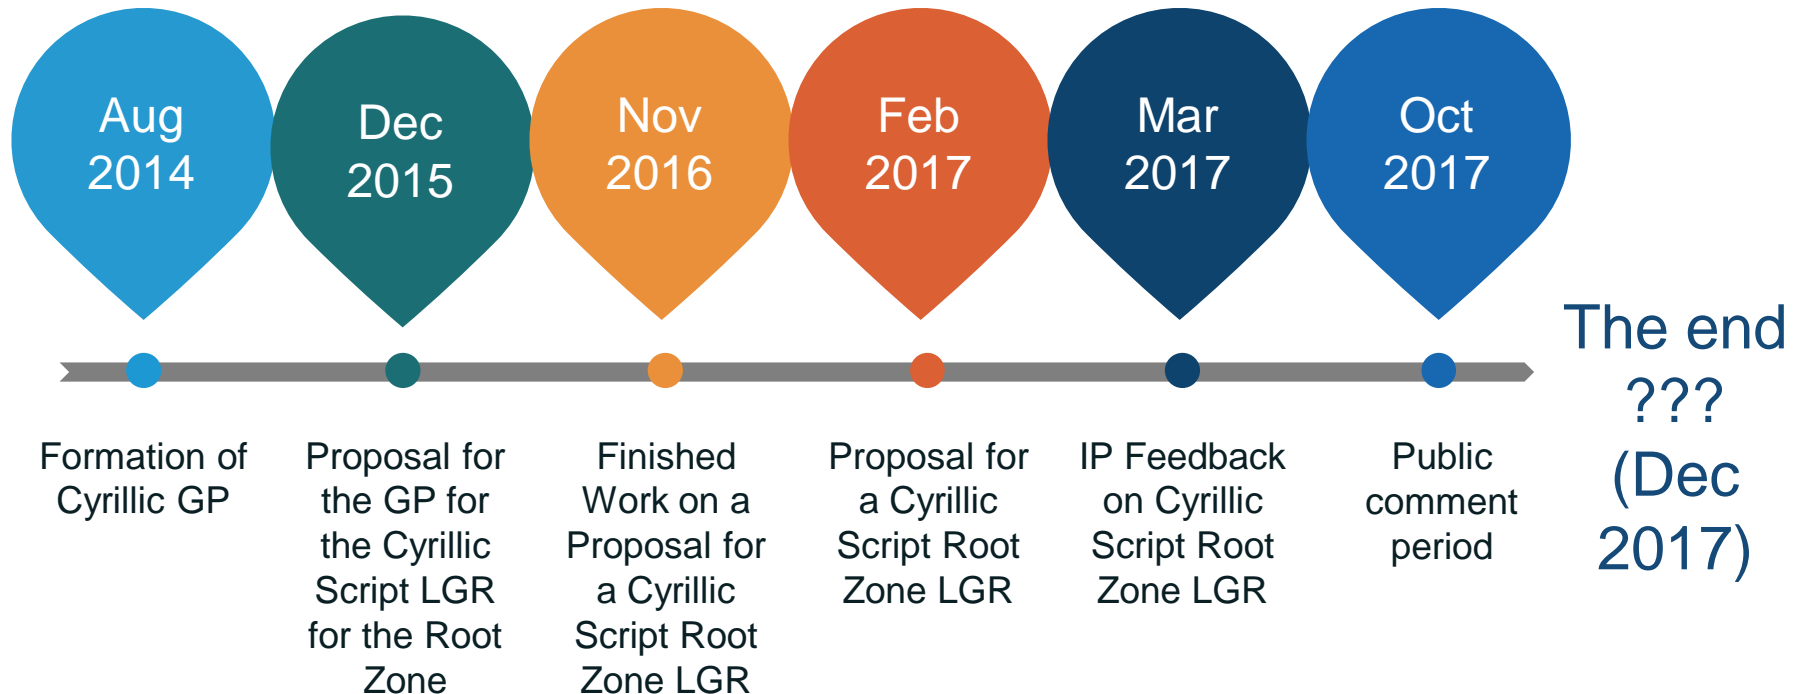 Aug
2014
Dec
2015
Nov
2016
Feb
2017
Mar
2017
Oct
2017
The end
???
(Dec
2017)
Formation of
Cyrillic GP
Proposal for
the GP for
the Cyrillic
Script LGR
for the Root
Zone
Finished
Work on a
Proposal for
a Cyrillic
Script Root
Zone LGR
Proposal for
a Cyrillic
Script Root
Zone LGR
IP Feedback
on Cyrillic
Script Root
Zone LGR
Public
comment
period